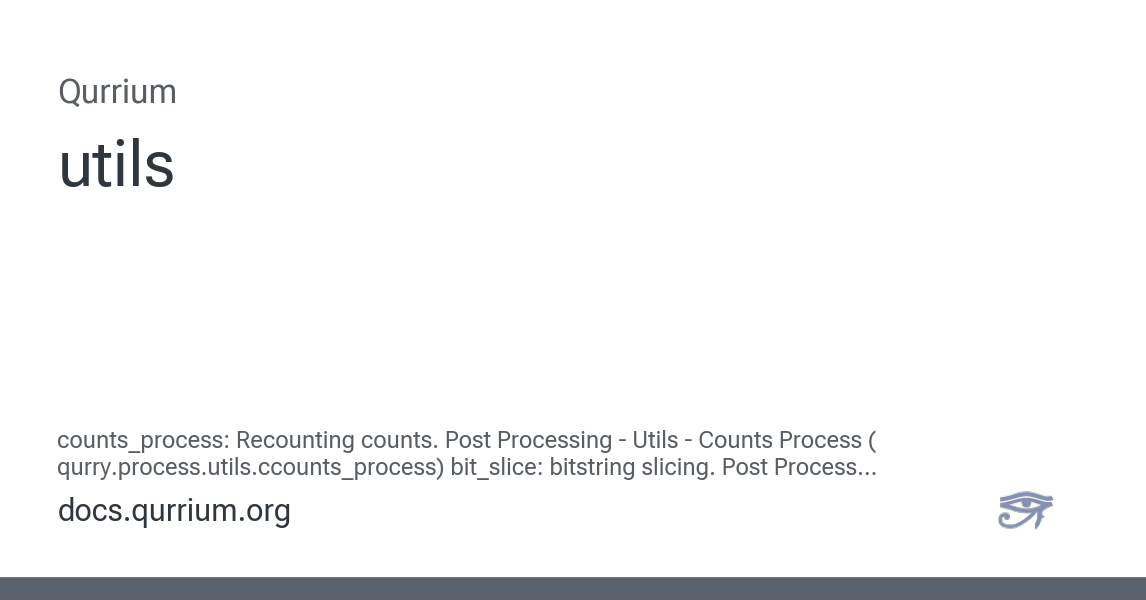 Qurrium
utils
counts_process: Recounting counts. Post Processing - Utils - Counts Process (
qurry.process.utils.ccounts_process) bit_slice: bitstring slicing. Post Process...
docs.qurrium.org